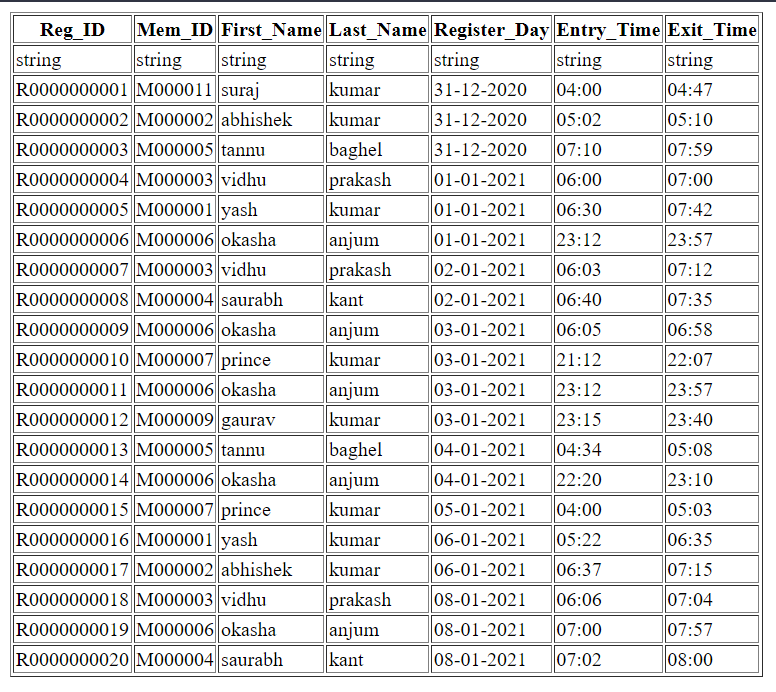 Reg_ID Mem_ID First_Name Last_Name Register_Day Entry_Time Exit_Time
string string string string string string string
R0000000001 M000011 suraj kumar 31-12-2020 04:00 04:47
R0000000002 M000002 abhishek kumar 31-12-2020 05:02 05:10
R0000000003 M000005 tannu baghel 31-12-2020 07:10 07:59
R0000000004 M000003 vidhu prakash 01-01-2021 06:00 07:00
R0000000005 M000001 yash kumar 01-01-2021 06:30 07:42
R0000000006 M000006 okasha anjum 01-01-2021 23:12 23:57
R0000000007 M000003 vidhu prakash 02-01-2021 06:03 07:12
R0000000008 M000004 saurabh kant 02-01-2021 06:40 07:35
R0000000009 M000006 okasha anjum 03-01-2021 06:05 06:58
R0000000010 M000007 prince kumar 03-01-2021 21:12 22:07
R0000000011 M000006 okasha anjum 03-01-2021 23:12 23:57
R0000000012 M000009 gaurav kumar 03-01-2021 23:15 23:40
R0000000013 M000005 tannu baghel 04-01-2021 04:34 05:08
R0000000014 M000006 okasha anjum 04-01-2021 22:20 23:10
R0000000015 M000007 prince kumar 05-01-2021 04:00 05:03
R0000000016 M000001 yash kumar 06-01-2021 05:22 06:35
R0000000017 M000002 abhishek kumar 06-01-2021 06:37 07:15
R0000000018 M000003 vidhu prakash 08-01-2021 06:06 07:04
R0000000019 M000006 okasha anjum 08-01-2021 07:00 07:57
R0000000020 M000004 saurabh kant 08-01-2021 07:02 08:00